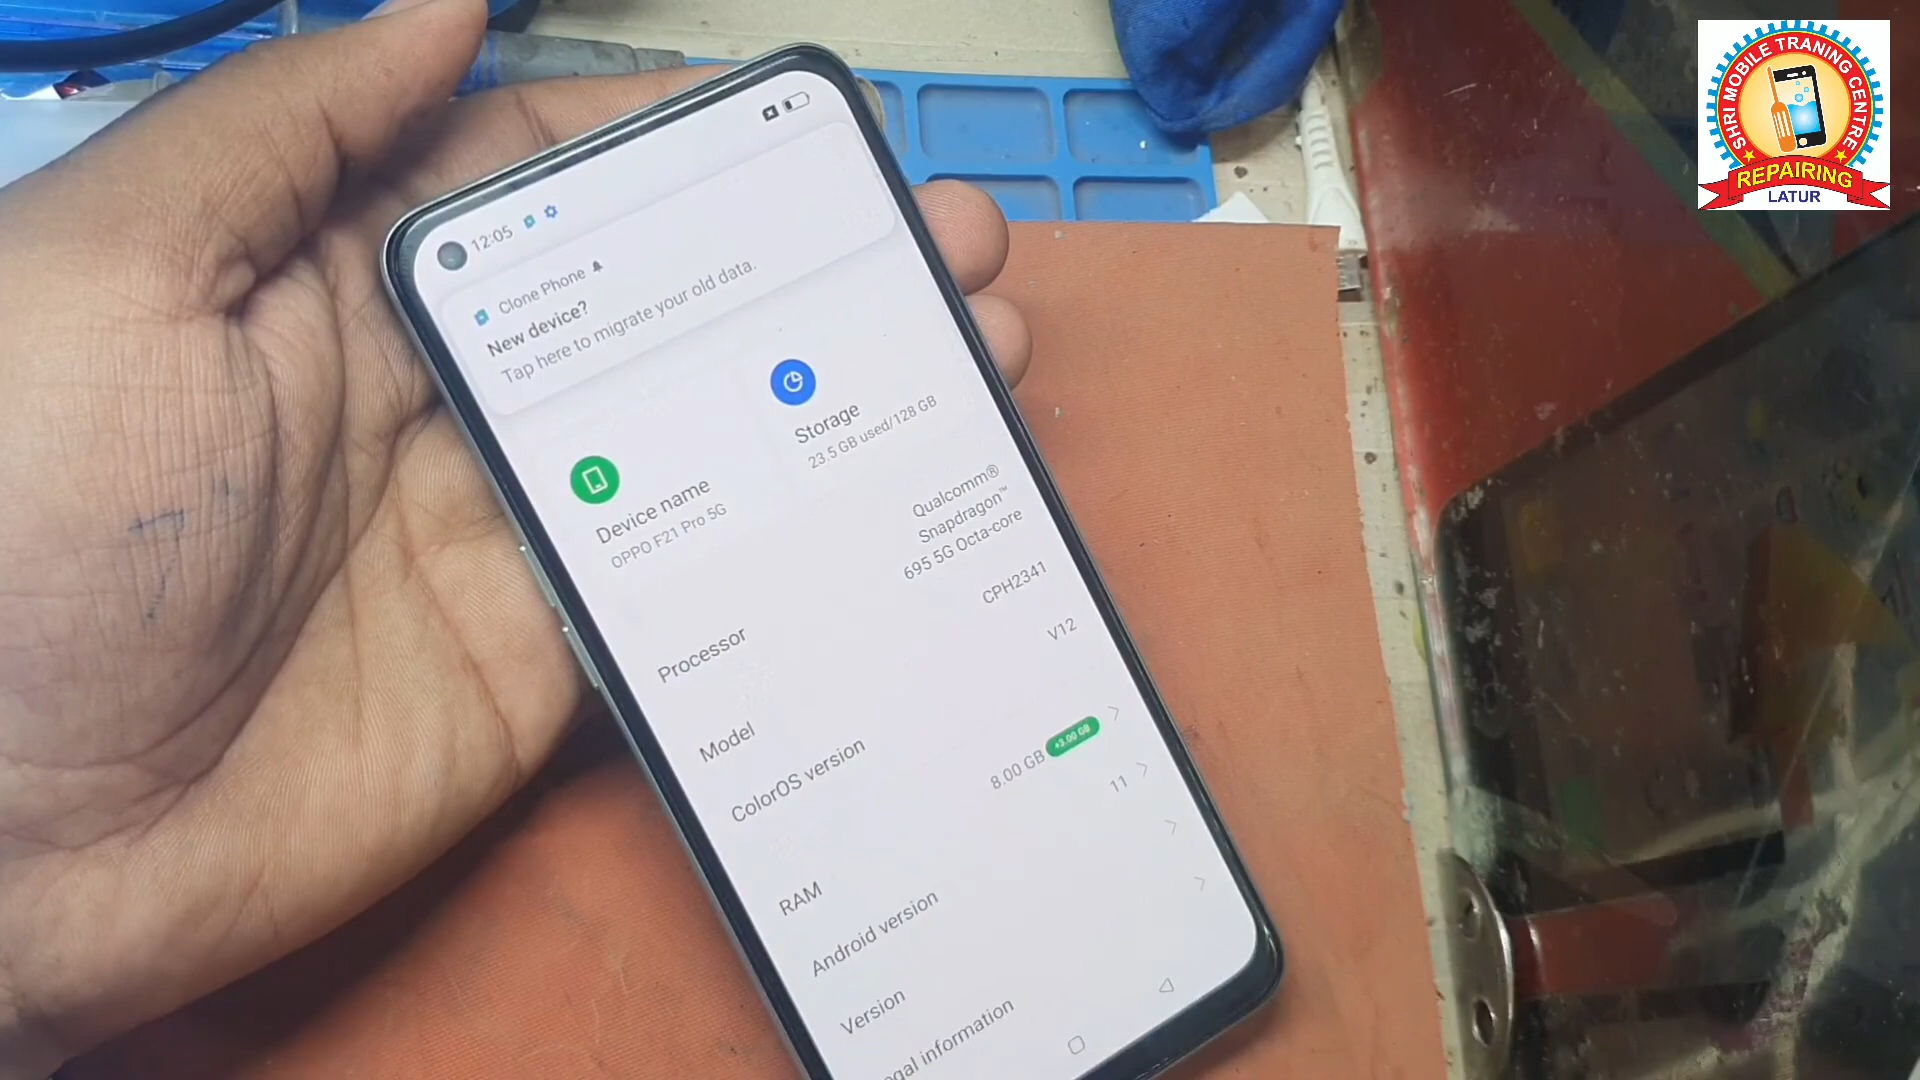 SHRI MOBILE TRANING CENTRE
REPAIRING
LATUR
12:05
Clone Phone
New device?
Tap here to migrate your old data.
Storage
23.5 GB used/128 GB
Device name
OPPO F21 Pro 5G
Processor
Qualcomm®
Snapdragon™
695 5G Octa-core
Model
CPH2341
ColorOS version
V12
RAM
8.00 GB +3.00 GB
Android version
11
Version
egal information